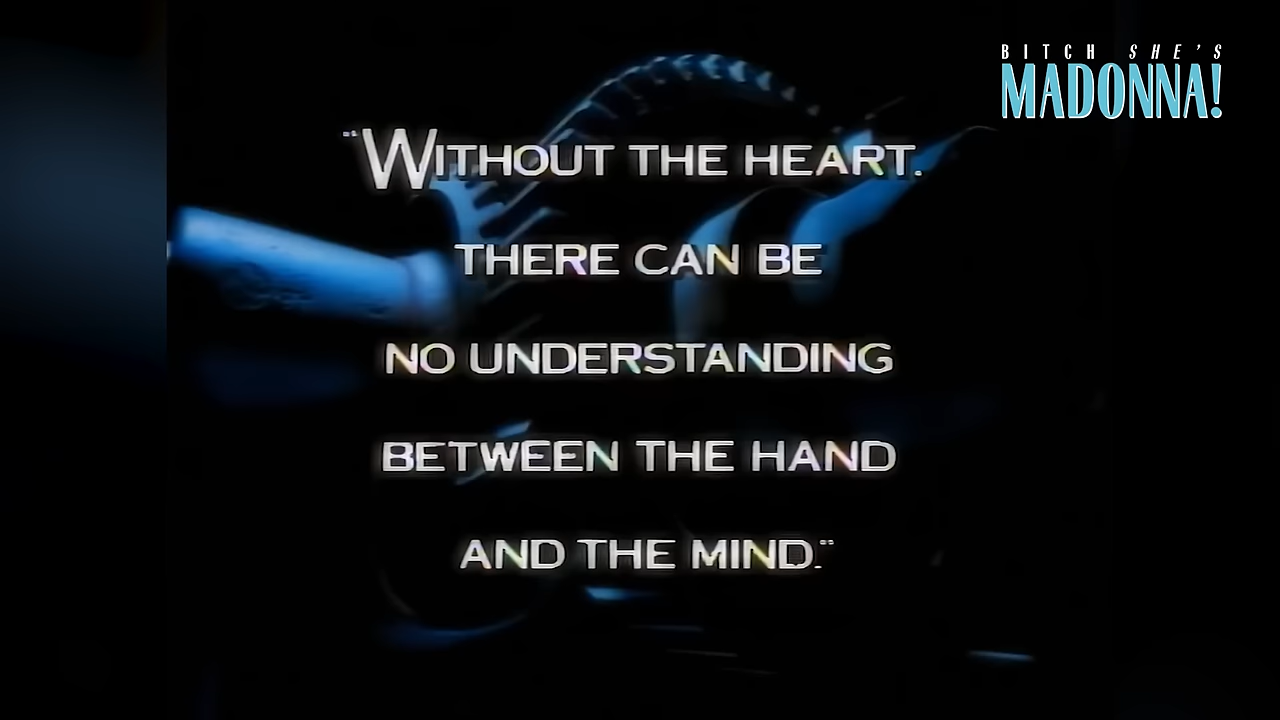 BITCH SHE'S
MADONNA!
"WITHOUT THE HEART,
THERE CAN BE
NO UNDERSTANDING
BETWEEN THE HAND
AND THE MIND."